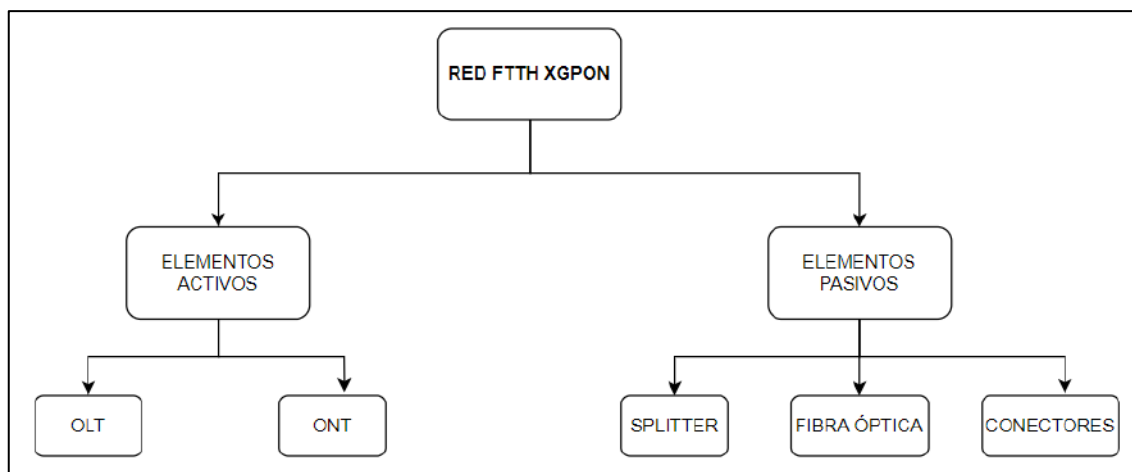 RED FTTH XGPON
ELEMENTOS
ACTIVOS
ELEMENTOS
PASIVOS
OLT
ONT
SPLITTER
FIBRA ÓPTICA
CONECTORES